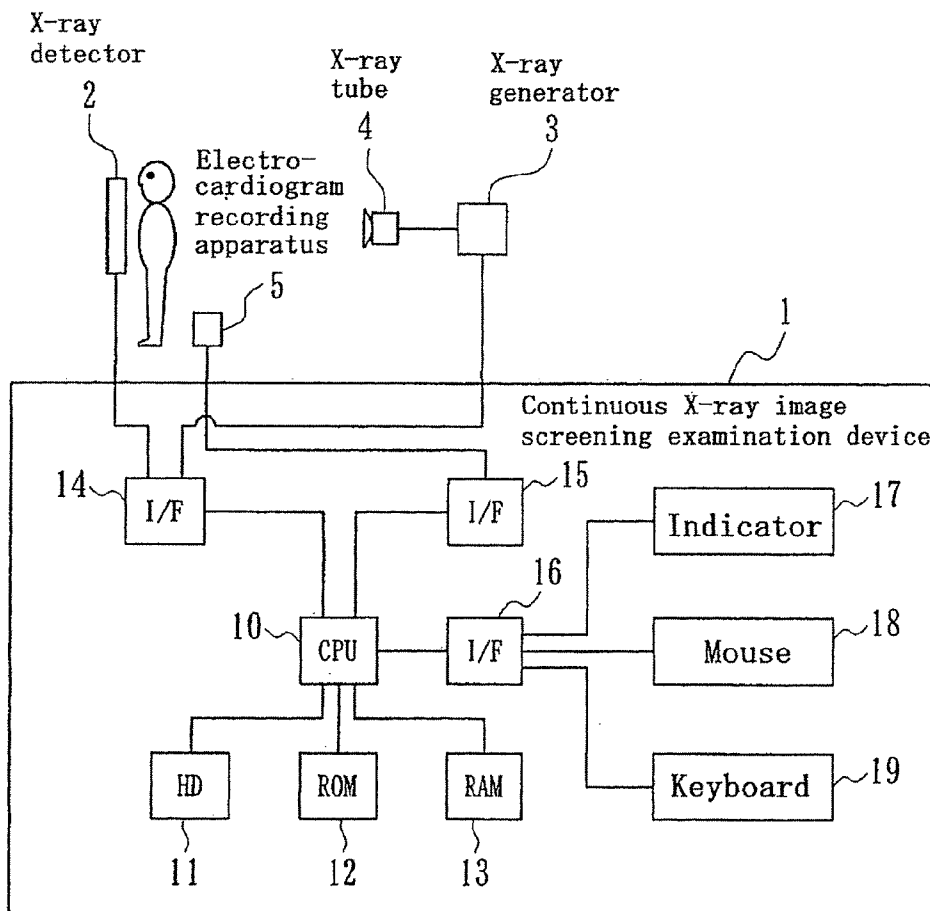 X-ray
detector
2
X-ray
tube
4
X-ray
generator
3
Electro-
cardiogram
recording
apparatus
5
1
Continuous X-ray image
screening examination device
14
I/F
15
I/F
17
Indicator
16
I/F
10
CPU
18
Mouse
HD
11
ROM
12
RAM
13
Keyboard
19